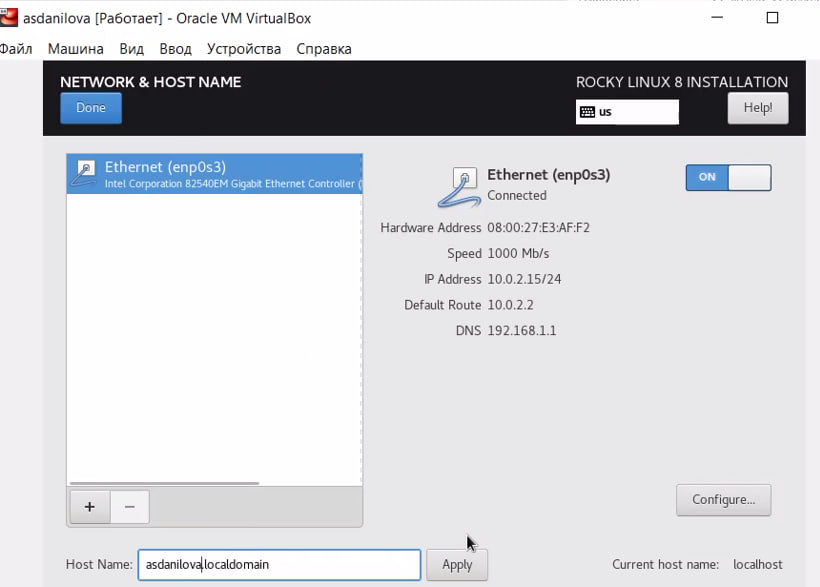 asdanilova [Работает] - Oracle VM VirtualBox
Файл Машина Вид Ввод Устройства Справка
NETWORK & HOST NAME
ROCKY LINUX 8 INSTALLATION
Done
us
Help!
Ethernet (enp0s3)
Intel Corporation 82540EM Gigabit Ethernet Controller (
Ethernet (enp0s3)
Connected
ON
Hardware Address 08:00:27:E3:AF:F2
Speed 1000 Mb/s
IP Address 10.0.2.15/24
Default Route 10.0.2.2
DNS 192.168.1.1
+ −
Configure...
Host Name: asdanilova.localdomain Apply Current host name: localhost